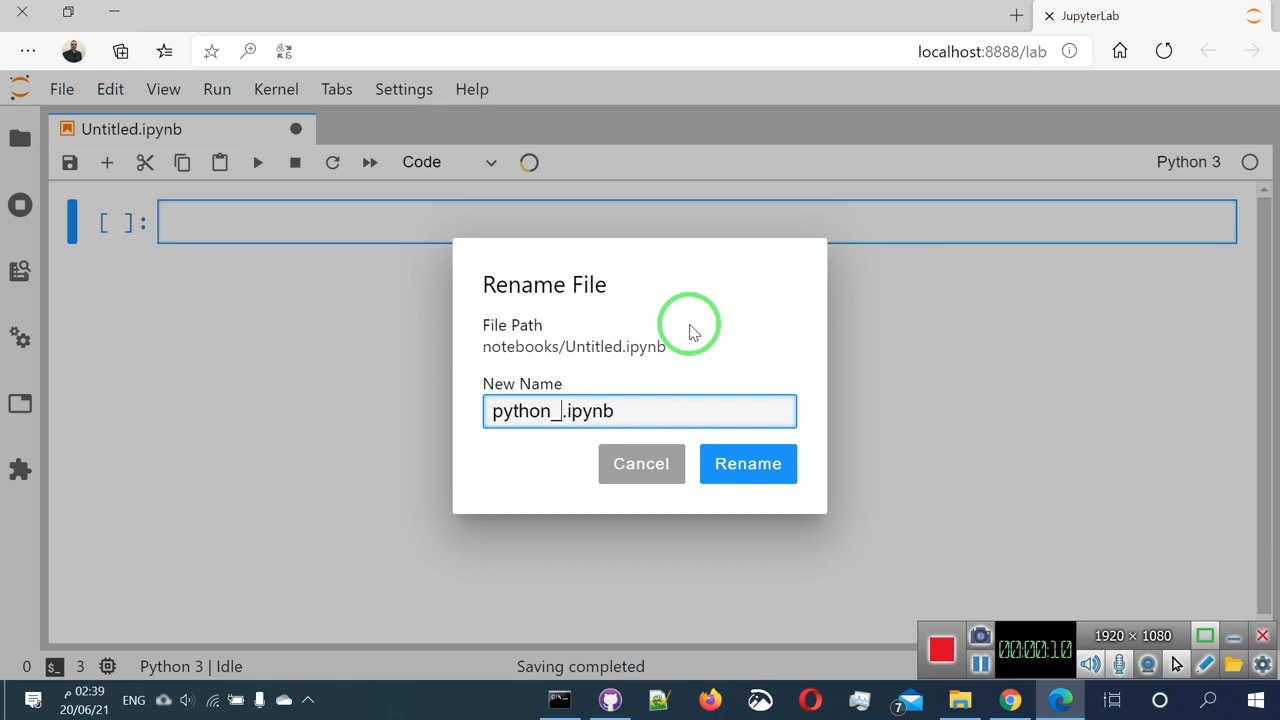 JupyterLab
localhost:8888/lab
File Edit View Run Kernel Tabs Settings Help
Untitled.ipynb
Code
Python 3
[ ]:
Rename File
File Path
notebooks/Untitled.ipynb
New Name
python_.ipynb
Cancel Rename
1920 × 1080
00:00:10
0 3 Python 3 | Idle Saving completed
02:39 م
20/06/21
ENG
7